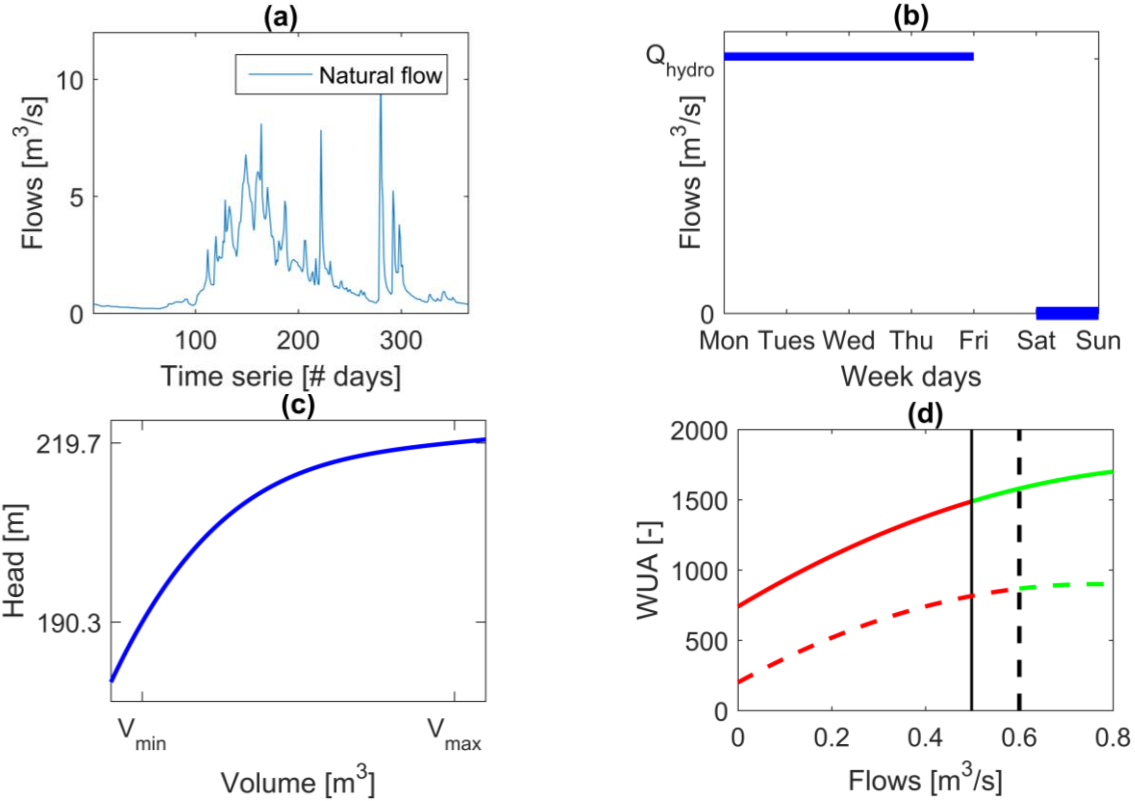 (a)
Natural flow
Flows [m³/s]
10
5
0
100 200 300
Time serie [# days]
(b)
Q_hydro
Flows [m³/s]
0
Mon Tues Wed Thu Fri Sat Sun
Week days
(c)
219.7
Head [m]
190.3
V_min V_max
Volume [m³]
(d)
2000
1500
WUA [-]
1000
500
0
0 0.2 0.4 0.6 0.8
Flows [m³/s]